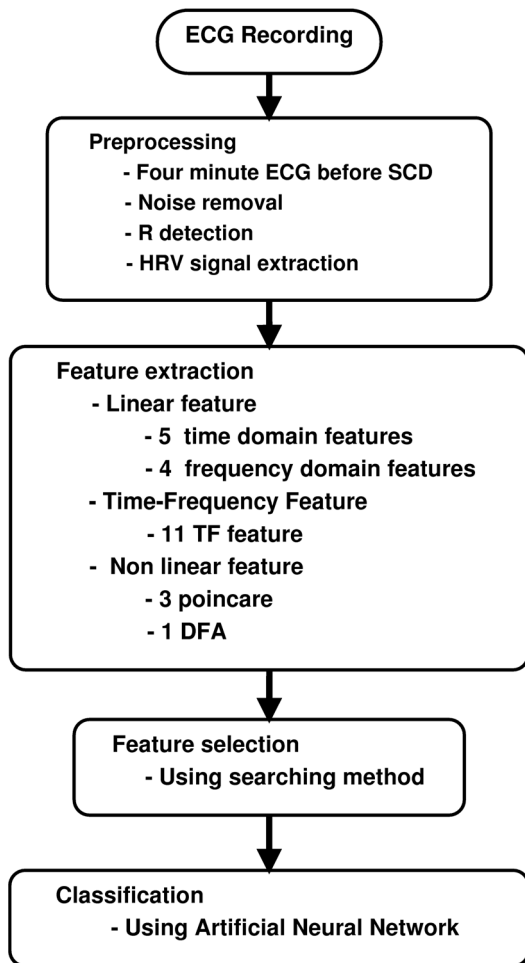 ECG Recording
Preprocessing
- Four minute ECG before SCD
- Noise removal
- R detection
- HRV signal extraction
Feature extraction
- Linear feature
- 5 time domain features
- 4 frequency domain features
- Time-Frequency Feature
- 11 TF feature
- Non linear feature
- 3 poincare
- 1 DFA
Feature selection
- Using searching method
Classification
- Using Artificial Neural Network